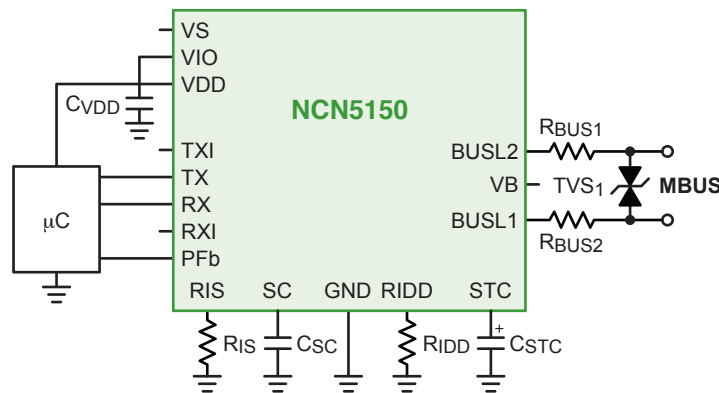 VS
VIO
VDD
CVDD
NCN5150
TXI
TX
RX
RXI
PFb
μC
BUSL2
VB
BUSL1
RBUS1
TVS1
MBUS
RBUS2
RIS
SC
GND
RIDD
STC
RIS
CSC
RIDD
+
CSTC